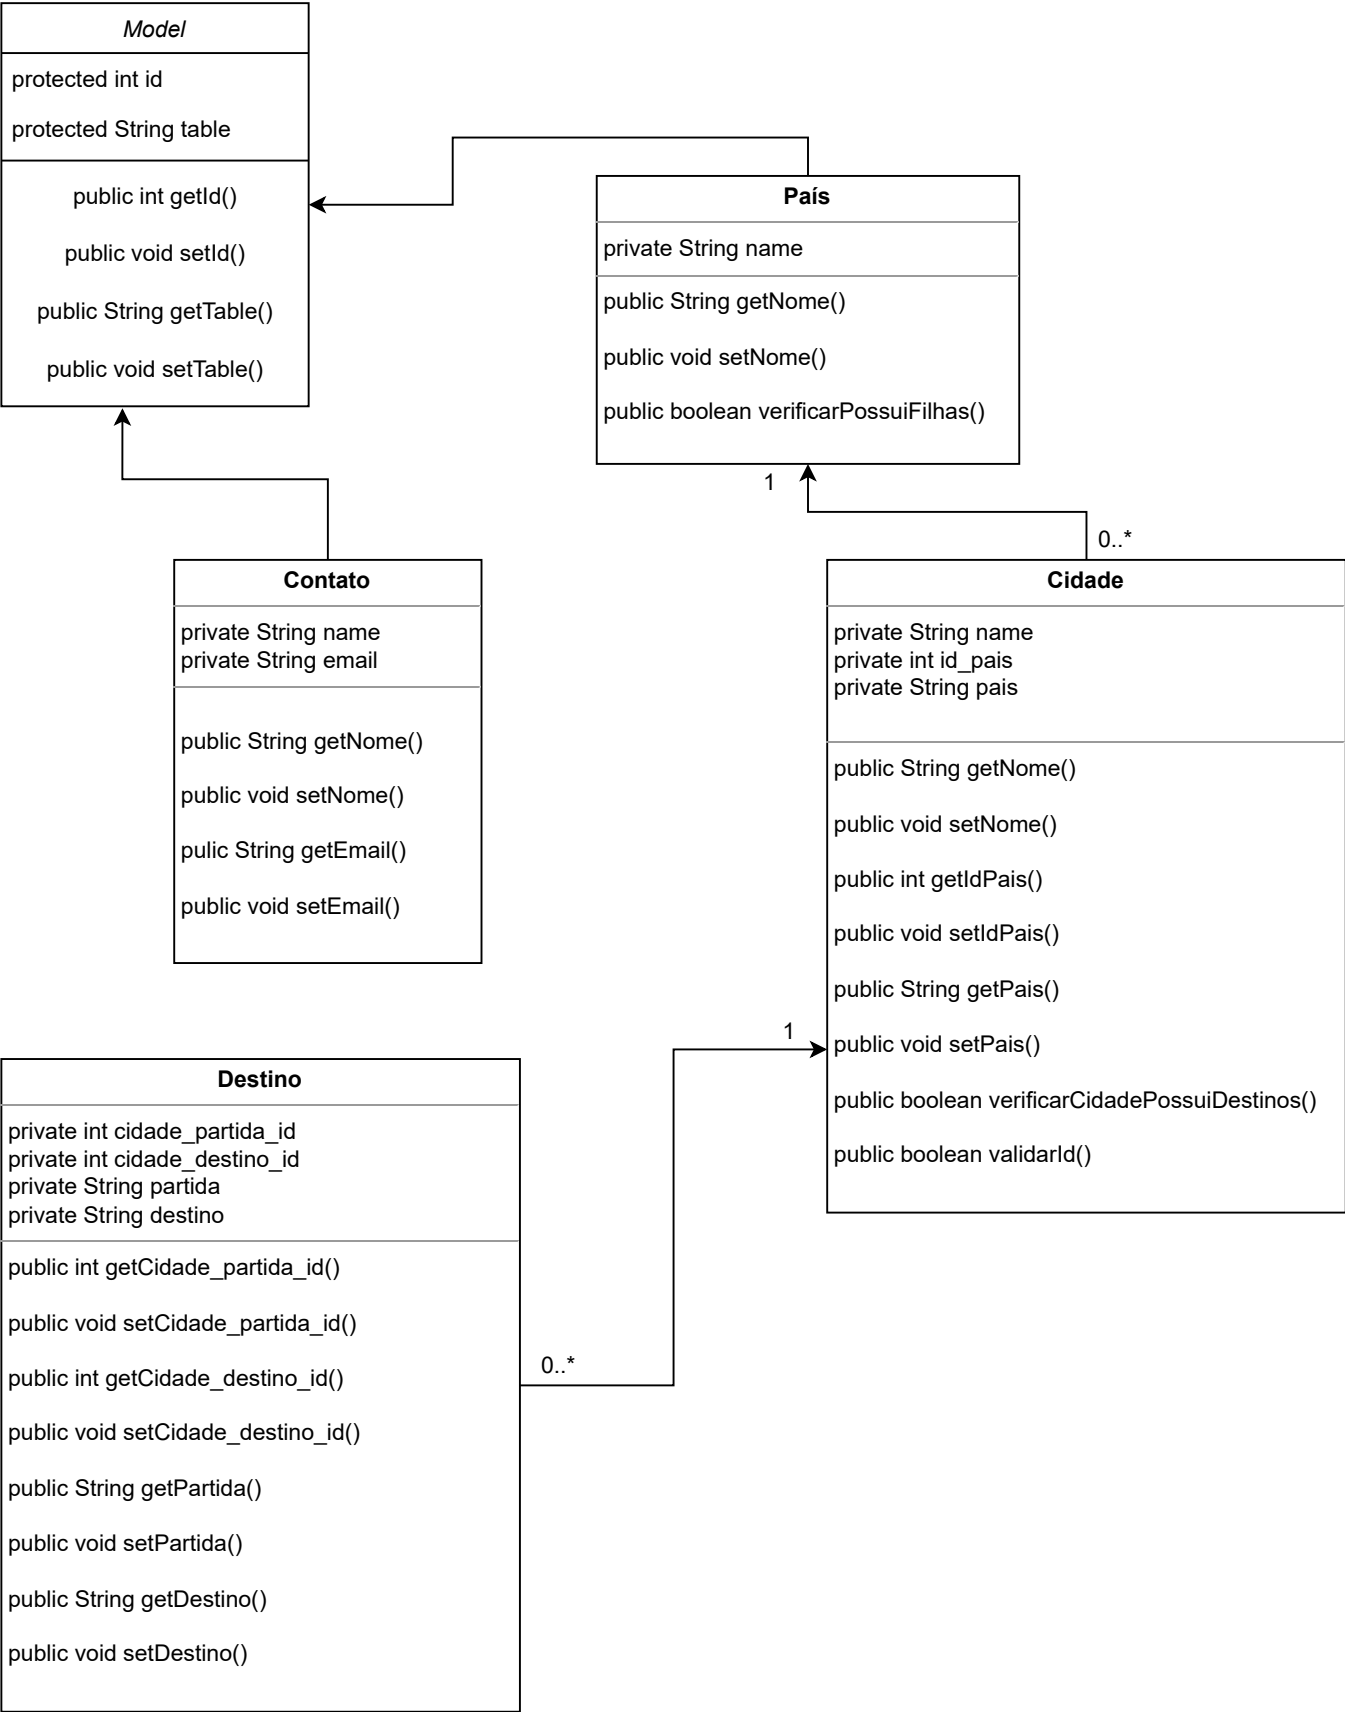 Model
protected int id
protected String table
public int getId()
public void setId()
public String getTable()
public void setTable()
País
private String name
public String getNome()
public void setNome()
public boolean verificarPossuiFilhas()
1
0..*
Contato
private String name
private String email
public String getNome()
public void setNome()
pulic String getEmail()
public void setEmail()
Cidade
private String name
private int id_pais
private String pais
public String getNome()
public void setNome()
public int getIdPais()
public void setIdPais()
public String getPais()
public void setPais()
public boolean verificarCidadePossuiDestinos()
public boolean validarId()
1
0..*
Destino
private int cidade_partida_id
private int cidade_destino_id
private String partida
private String destino
public int getCidade_partida_id()
public void setCidade_partida_id()
public int getCidade_destino_id()
public void setCidade_destino_id()
public String getPartida()
public void setPartida()
public String getDestino()
public void setDestino()